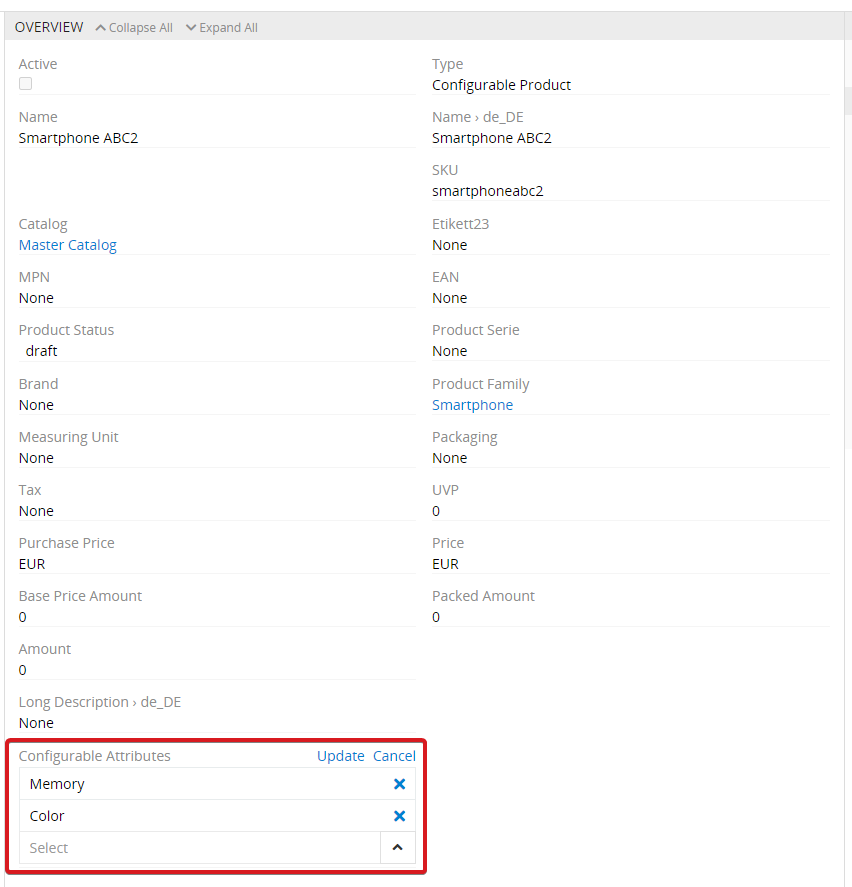 OVERVIEW Collapse All Expand All
Active Type
Configurable Product
Name Name › de_DE
Smartphone ABC2 Smartphone ABC2
SKU
smartphoneabc2
Catalog Etikett23
Master Catalog None
MPN EAN
None None
Product Status Product Serie
draft None
Brand Product Family
None Smartphone
Measuring Unit Packaging
None None
Tax UVP
None 0
Purchase Price Price
EUR EUR
Base Price Amount Packed Amount
0 0
Amount
0
Long Description › de_DE
None
Configurable Attributes Update Cancel
Memory
Color
Select